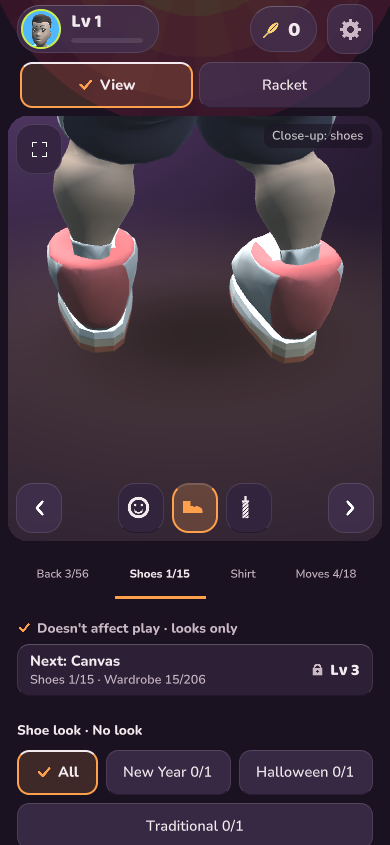 Lv 1
0
View
Racket
Close-up: shoes
Back 3/56
Shoes 1/15
Shirt
Moves 4/18
Doesn't affect play · looks only
Next: Canvas
Shoes 1/15 · Wardrobe 15/206
Lv 3
Shoe look · No look
All
New Year 0/1
Halloween 0/1
Traditional 0/1